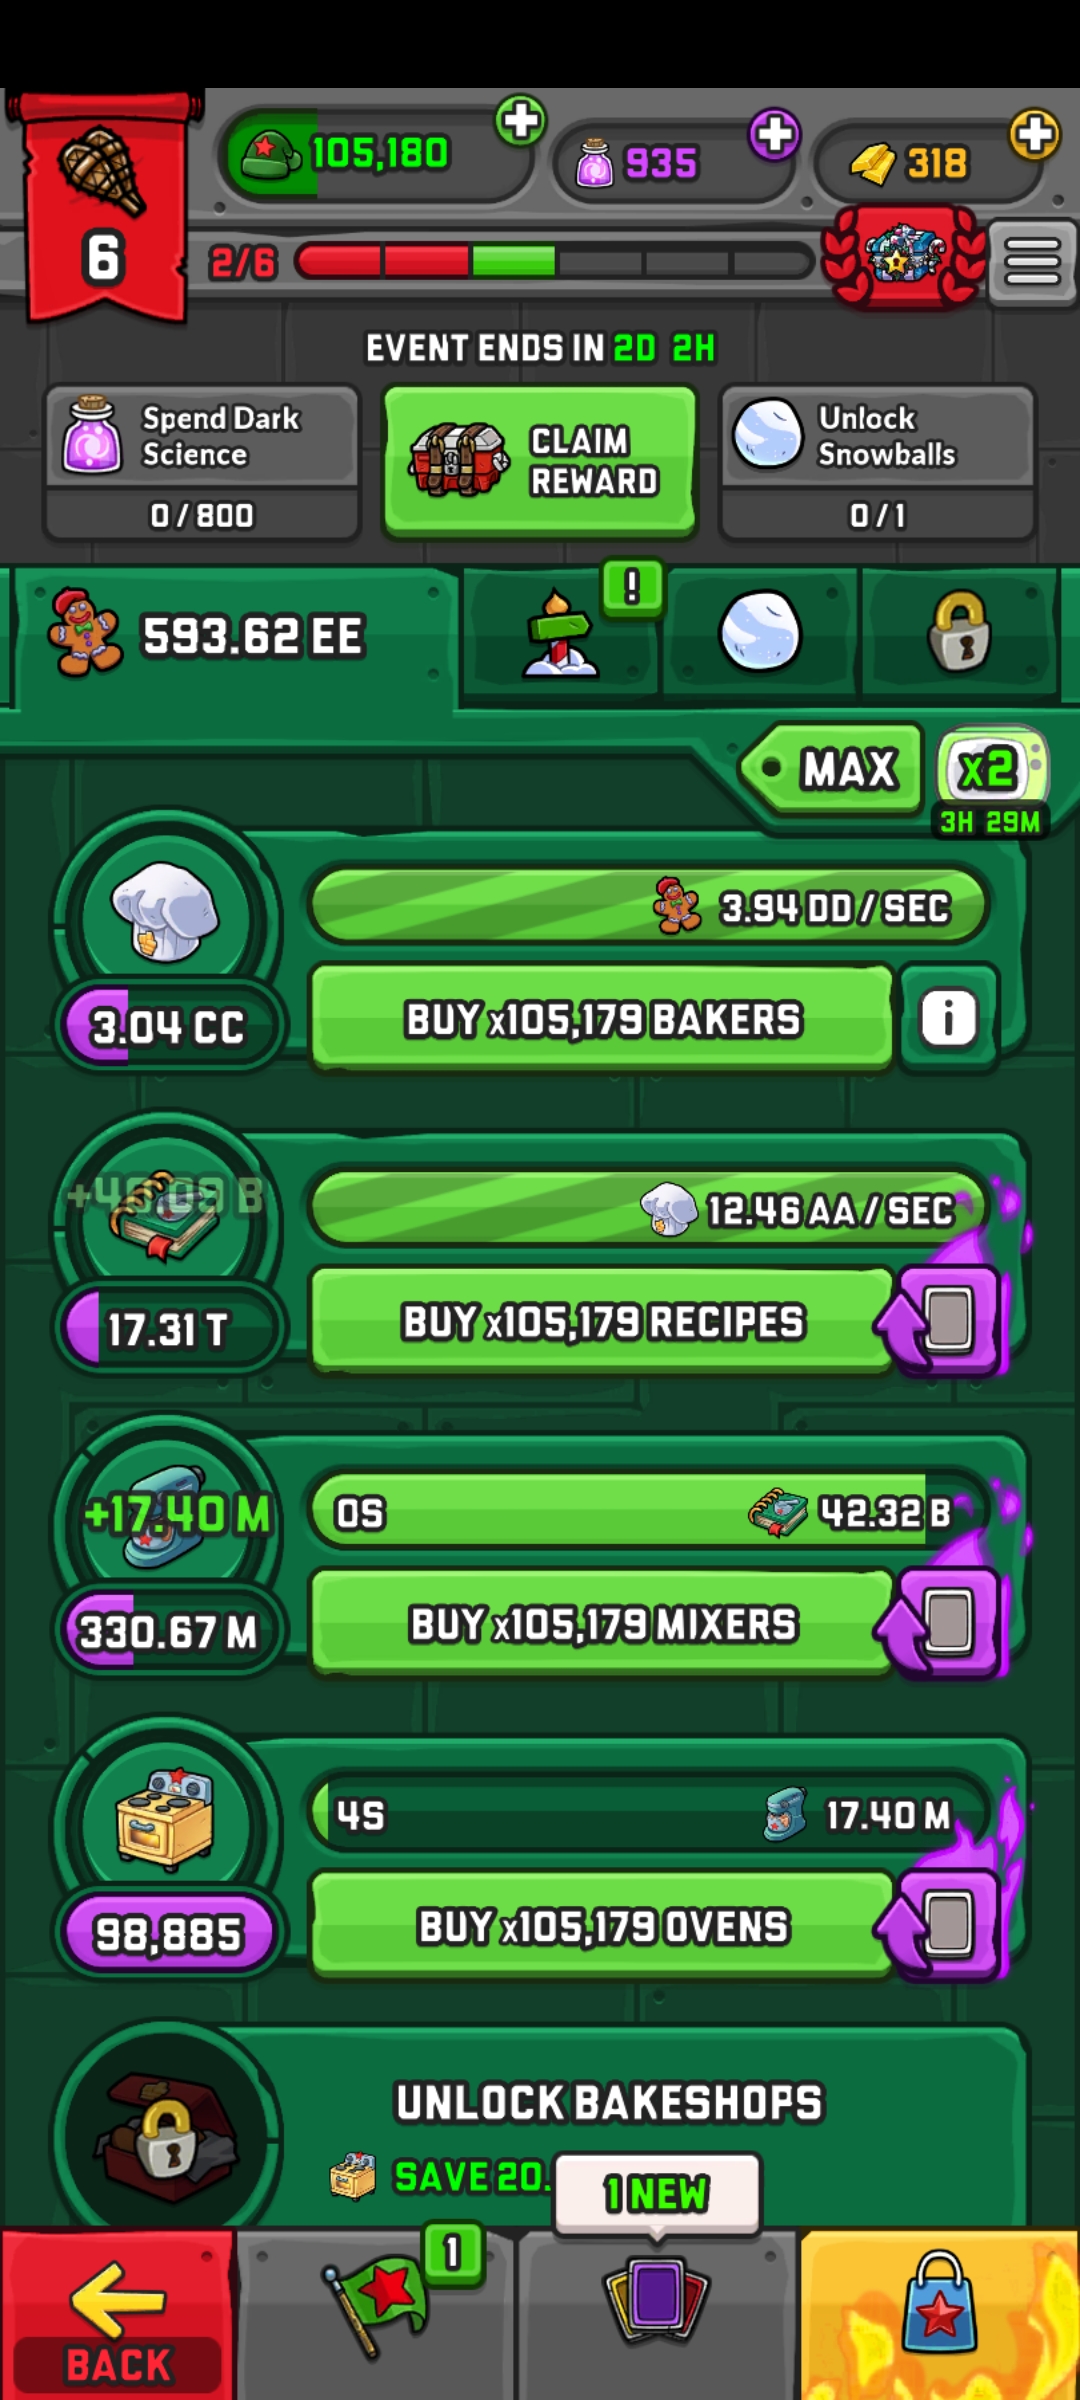 105,180
935
318
6
2/6
EVENT ENDS IN 2D 2H
Spend Dark
Science
0 / 800
CLAIM
REWARD
Unlock
Snowballs
0 / 1
593.62 EE
!
MAX
x2
3H 29M
3.94 DD / SEC
3.04 CC
BUY x105,179 BAKERS
i
12.46 AA / SEC
17.31 T
BUY x105,179 RECIPES
+17.40 M
0S
42.32 B
330.67 M
BUY x105,179 MIXERS
4S
17.40 M
98,885
BUY x105,179 OVENS
UNLOCK BAKESHOPS
SAVE 20.
1 NEW
1
BACK